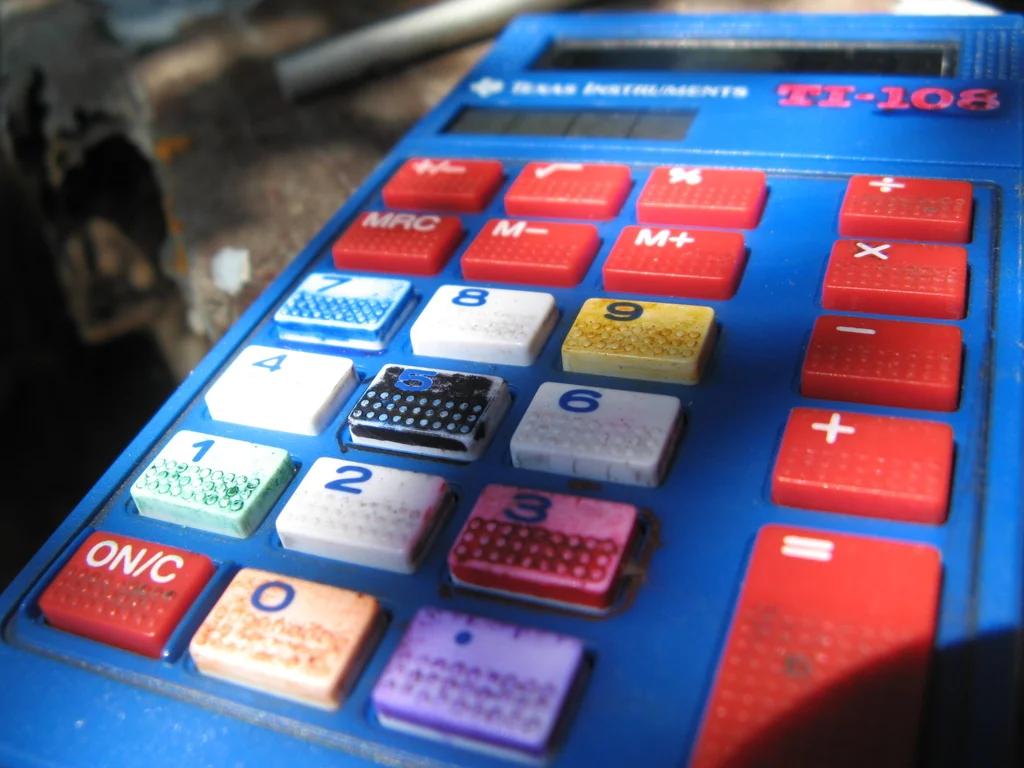 TEXAS INSTRUMENTS TI-108
+/- √ % ÷
MRC M− M+ ×
7 8 9 −
4 5 6 +
1 2 3 =
ON/C 0 .